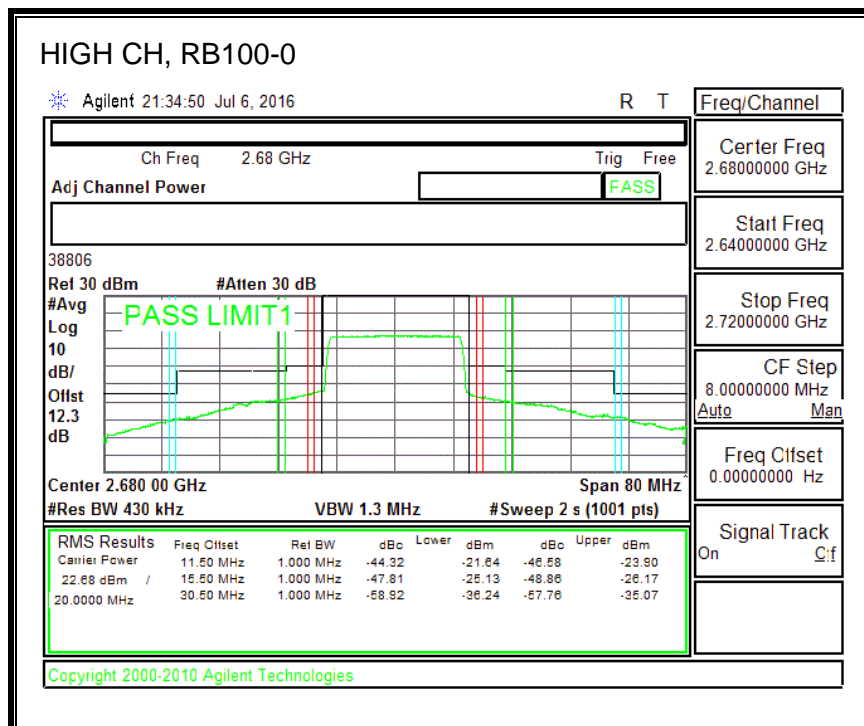 HIGH CH, RB100-0
Agilent 21:34:50 Jul 6, 2016 R T
Freq/Channel
Ch Freq 2.68 GHz Trig Free
Adj Channel Power FASS
Center Freq
2.68000000 GHz
Start Freq
2.64000000 GHz
Stop Freq
2.72000000 GHz
CF Step
8.00000000 MHz
Auto Man
Freq Offset
0.00000000 Hz
Signal Track
On Off
38806
Ref 30 dBm #Atten 30 dB
#Avg
Log
10
dB/
Offst
12.3
dB
PASS LIMIT1
Center 2.680 00 GHz Span 80 MHz
#Res BW 430 kHz VBW 1.3 MHz #Sweep 2 s (1001 pts)
RMS Results Freq Offset Ref BW dBc Lower dBm dBc Upper dBm
Carrier Power 11.50 MHz 1.000 MHz -44.32 -21.64 -46.58 -23.90
22.68 dBm / 15.50 MHz 1.000 MHz -47.81 -25.13 -48.86 -26.17
20.0000 MHz 30.50 MHz 1.000 MHz -58.92 -36.24 -57.76 -35.07
Copyright 2000-2010 Agilent Technologies